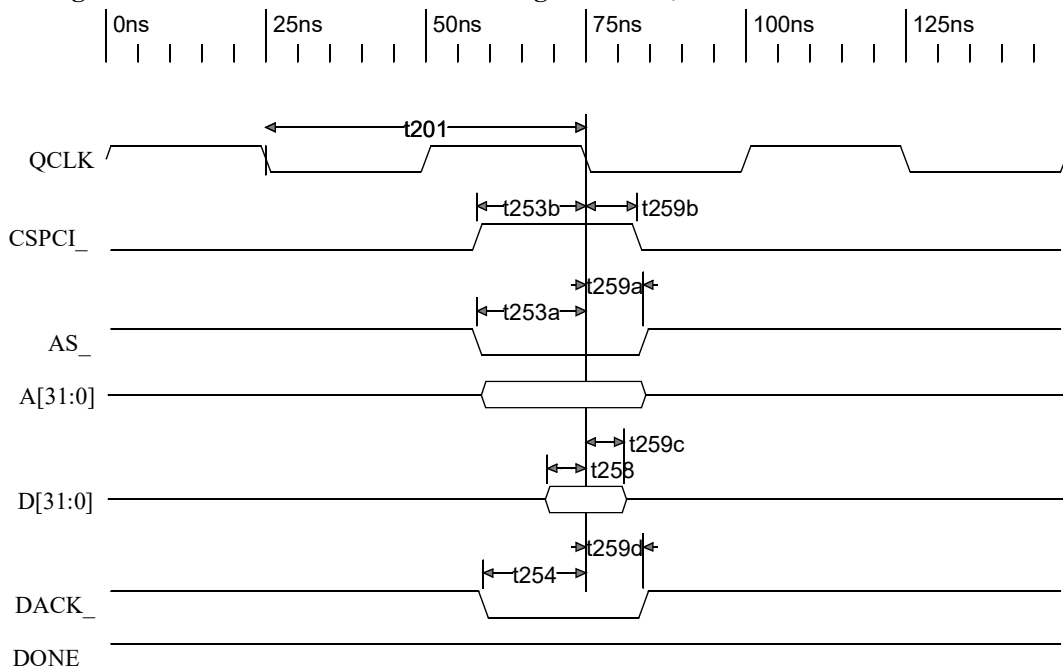 0ns 25ns 50ns 75ns 100ns 125ns
t201
QCLK
t253b t259b
CSPCI_
t259a
t253a
AS_
A[31:0]
t259c
t258
D[31:0]
t259d
t254
DACK_
DONE